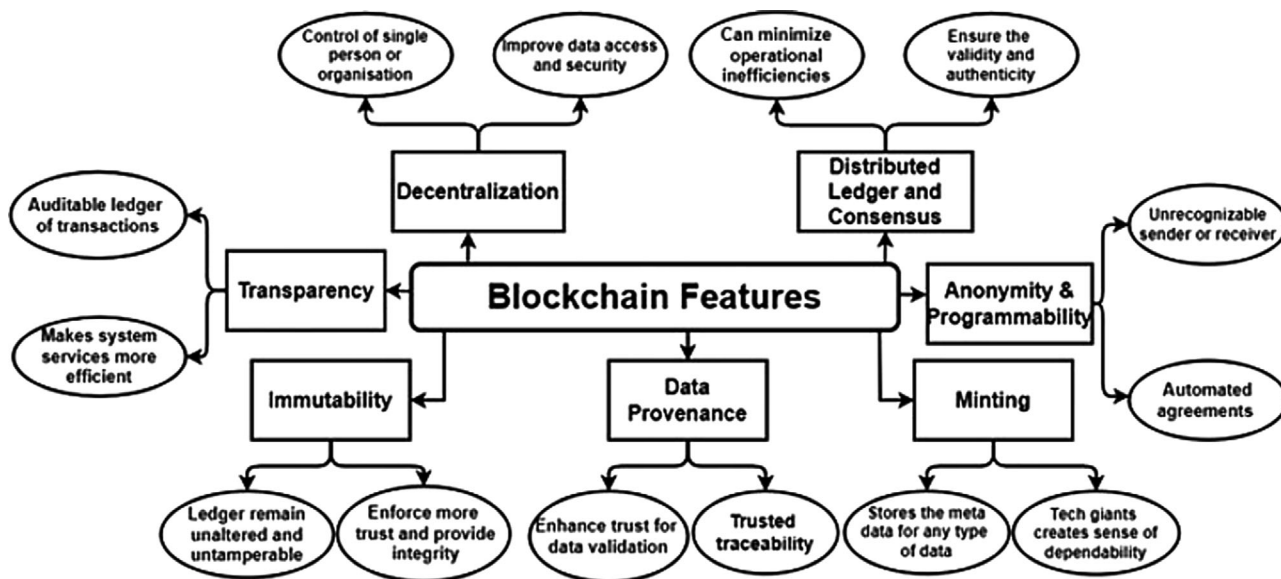 Control of single
person or
organisation
Improve data access
and security
Can minimize
operational
inefficiencies
Ensure the
validity and
authenticity
Decentralization
Distributed
Ledger and
Consensus
Auditable ledger
of transactions
Unrecognizable
sender or receiver
Transparency
Blockchain Features
Anonymity &
Programmability
Makes system
services more
efficient
Immutability
Data
Provenance
Minting
Automated
agreements
Ledger remain
unaltered and
untamperable
Enforce more
trust and provide
integrity
Enhance trust for
data validation
Trusted
traceability
Stores the meta
data for any type
of data
Tech giants
creates sense of
dependability